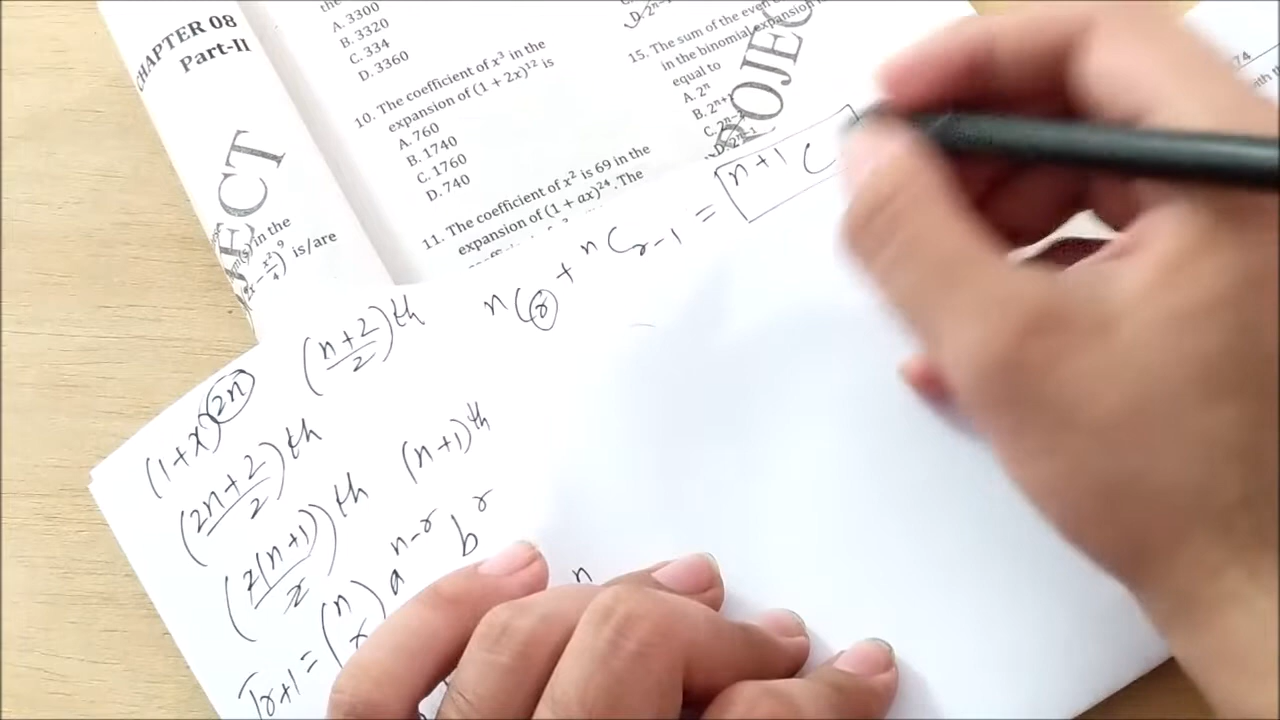 CHAPTER 08
Part-II
A. 3300
B. 3320
C. 334
D. 3360
10. The coefficient of x³ in the
expansion of (1 + 2x)¹² is
A. 760
B. 1740
C. 1760
D. 740
11. The coefficient of x² is 69 in the
expansion of (1 + ax)²⁴. The
15. The sum of the even
in the binomial expansion
equal to
A. 2ⁿ
in the
is/are
nCr + nCr-1 = n+1 C
(n+2/2)th
(1+x)2n
(2n+2/2)th
(2(n+1)/2)th (n+1)th
Tr+1 = (n r) a n-r b r
n